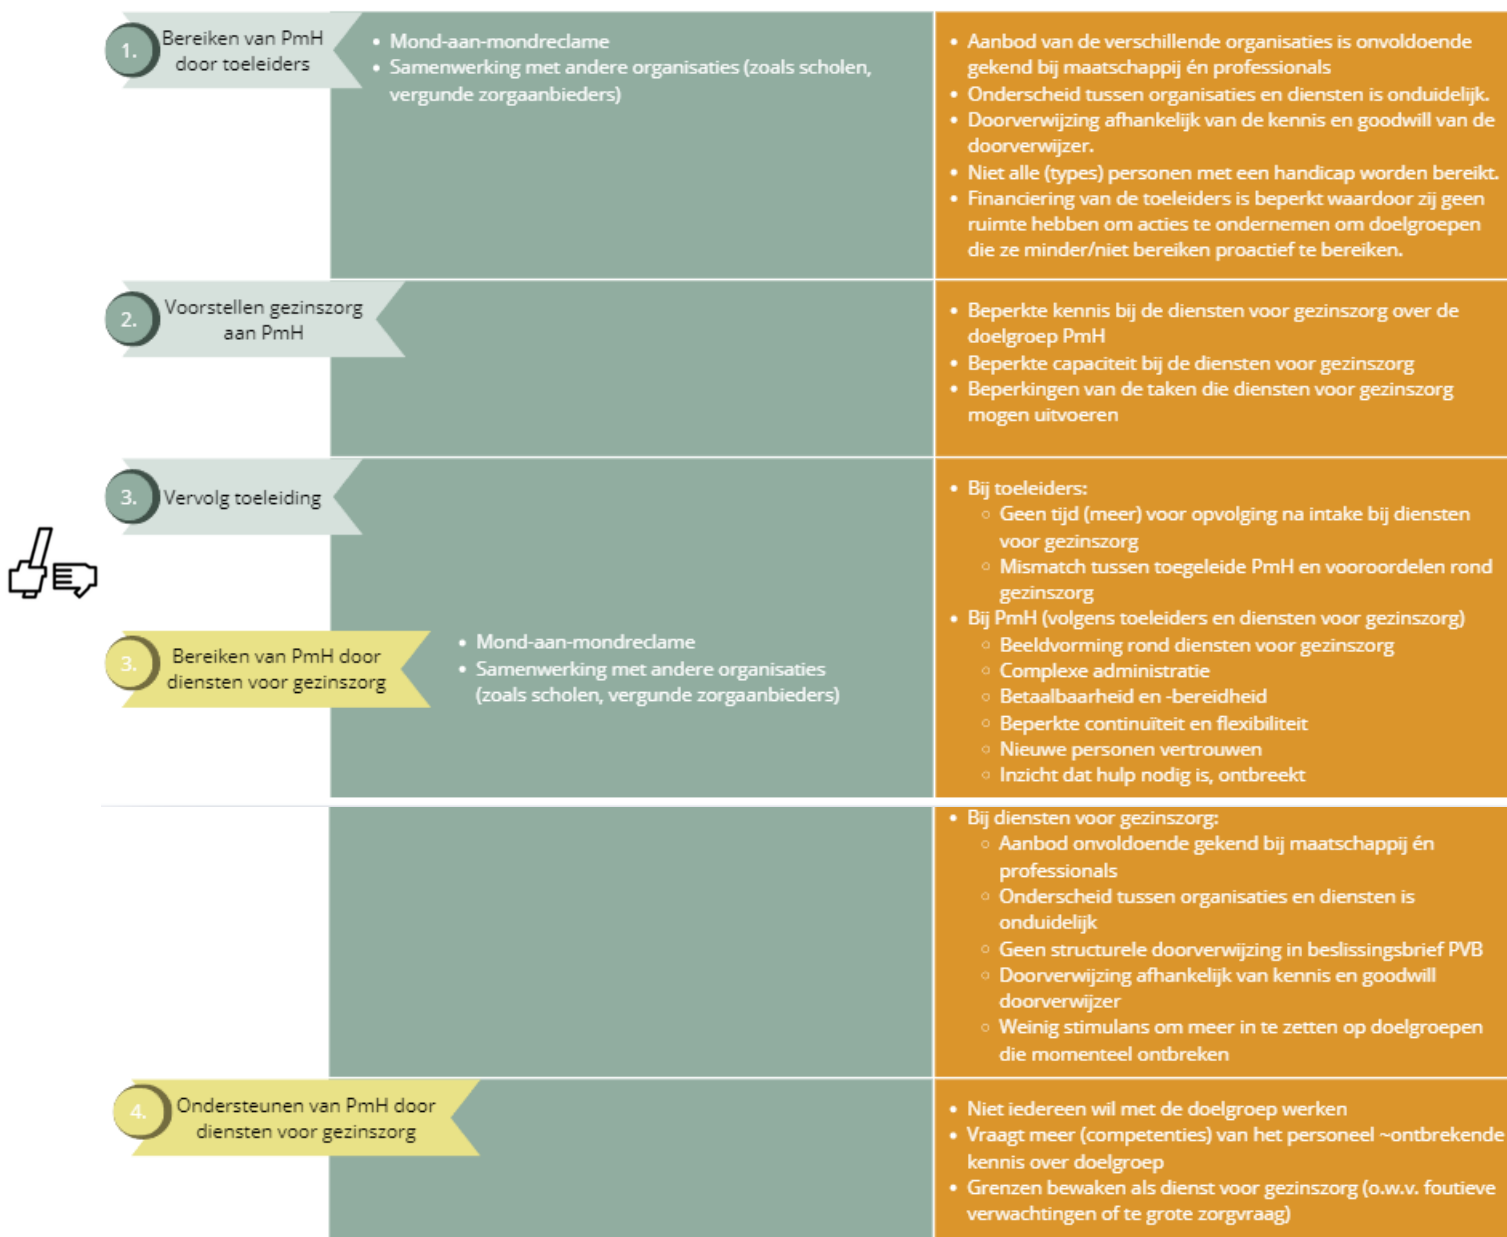 1.
Bereiken van PmH
door toeleiders
• Mond-aan-mondreclame
• Samenwerking met andere organisaties (zoals scholen,
vergunde zorgaanbieders)
• Aanbod van de verschillende organisaties is onvoldoende
gekend bij maatschappij én professionals
• Onderscheid tussen organisaties en diensten is onduidelijk.
• Doorverwijzing afhankelijk van de kennis en goodwill van de
doorverwijzer.
• Niet alle (types) personen met een handicap worden bereikt.
• Financiering van de toeleiders is beperkt waardoor zij geen
ruimte hebben om acties te ondernemen om doelgroepen
die ze minder/niet bereiken proactief te bereiken.
2.
Voorstellen gezinszorg
aan PmH
• Beperkte kennis bij de diensten voor gezinszorg over de
doelgroep PmH
• Beperkte capaciteit bij de diensten voor gezinszorg
• Beperkingen van de taken die diensten voor gezinszorg
mogen uitvoeren
3.
Vervolg toeleiding
• Bij toeleiders:
◦ Geen tijd (meer) voor opvolging na intake bij diensten
voor gezinszorg
◦ Mismatch tussen toegeleide PmH en vooroordelen rond
gezinszorg
3.
Bereiken van PmH door
diensten voor gezinszorg
• Mond-aan-mondreclame
• Samenwerking met andere organisaties
(zoals scholen, vergunde zorgaanbieders)
• Bij PmH (volgens toeleiders en diensten voor gezinszorg)
◦ Beeldvorming rond diensten voor gezinszorg
◦ Complexe administratie
◦ Betaalbaarheid en -bereidheid
◦ Beperkte continuïteit en flexibiliteit
◦ Nieuwe personen vertrouwen
◦ Inzicht dat hulp nodig is, ontbreekt
• Bij diensten voor gezinszorg:
◦ Aanbod onvoldoende gekend bij maatschappij én
professionals
◦ Onderscheid tussen organisaties en diensten is
onduidelijk
◦ Geen structurele doorverwijzing in beslissingsbrief PVB
◦ Doorverwijzing afhankelijk van kennis en goodwill
doorverwijzer
◦ Weinig stimulans om meer in te zetten op doelgroepen
die momenteel ontbreken
4.
Ondersteunen van PmH door
diensten voor gezinszorg
• Niet iedereen wil met de doelgroep werken
• Vraagt meer (competenties) van het personeel ~ontbrekende
kennis over doelgroep
• Grenzen bewaken als dienst voor gezinszorg (o.w.v. foutieve
verwachtingen of te grote zorgvraag)